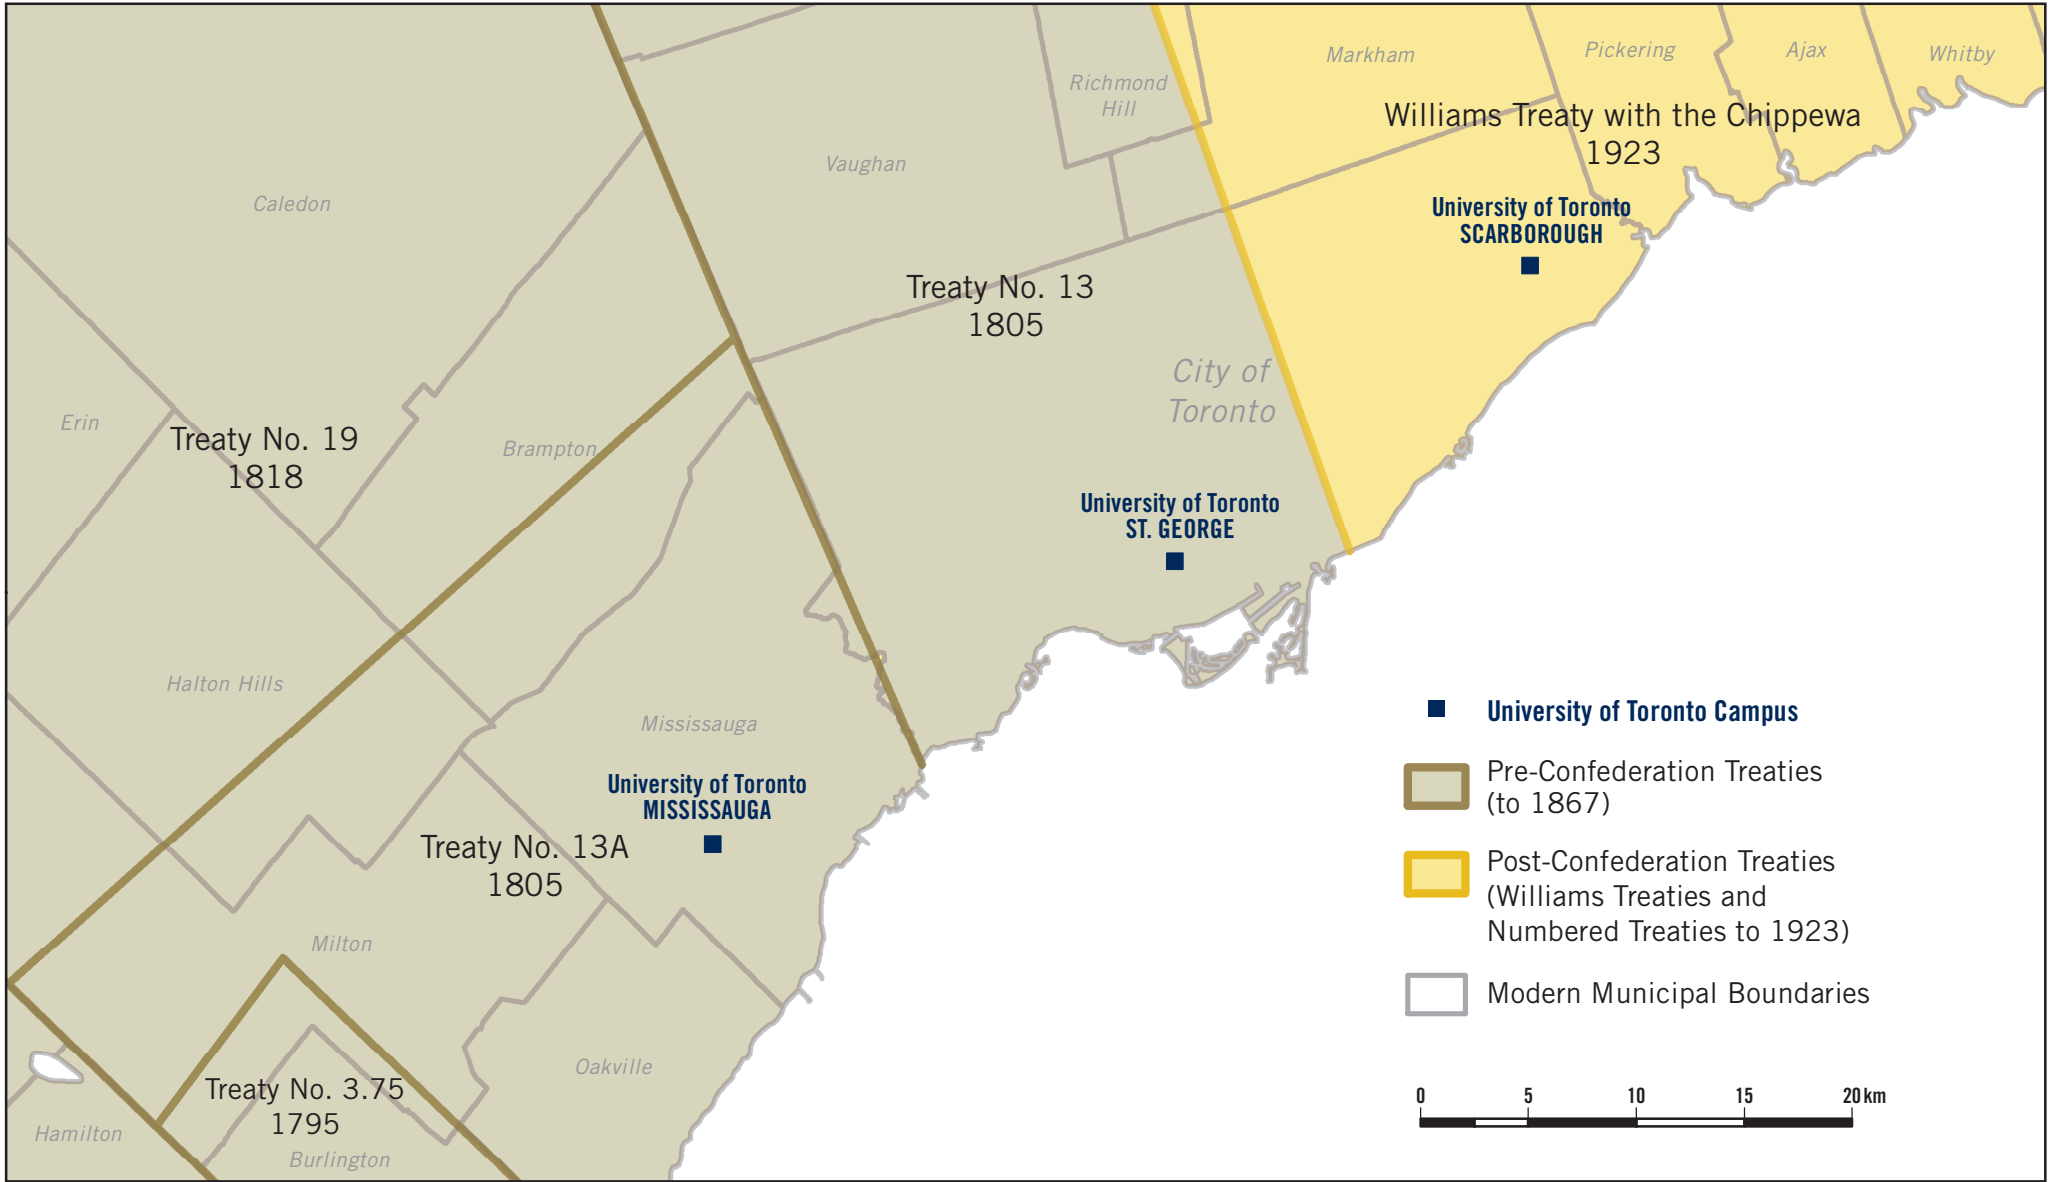 Markham
Pickering
Ajax
Whitby
Richmond
Hill
Williams Treaty with the Chippewa
1923
Vaughan
Caledon
University of Toronto
SCARBOROUGH
Treaty No. 13
1805
City of
Toronto
Erin
Treaty No. 19
1818
Brampton
University of Toronto
ST. GEORGE
Halton Hills
Mississauga
University of Toronto
MISSISSAUGA
Treaty No. 13A
1805
Milton
Oakville
Treaty No. 3.75
1795
Hamilton
Burlington
University of Toronto Campus
Pre-Confederation Treaties
(to 1867)
Post-Confederation Treaties
(Williams Treaties and
Numbered Treaties to 1923)
Modern Municipal Boundaries
0 5 10 15 20 km